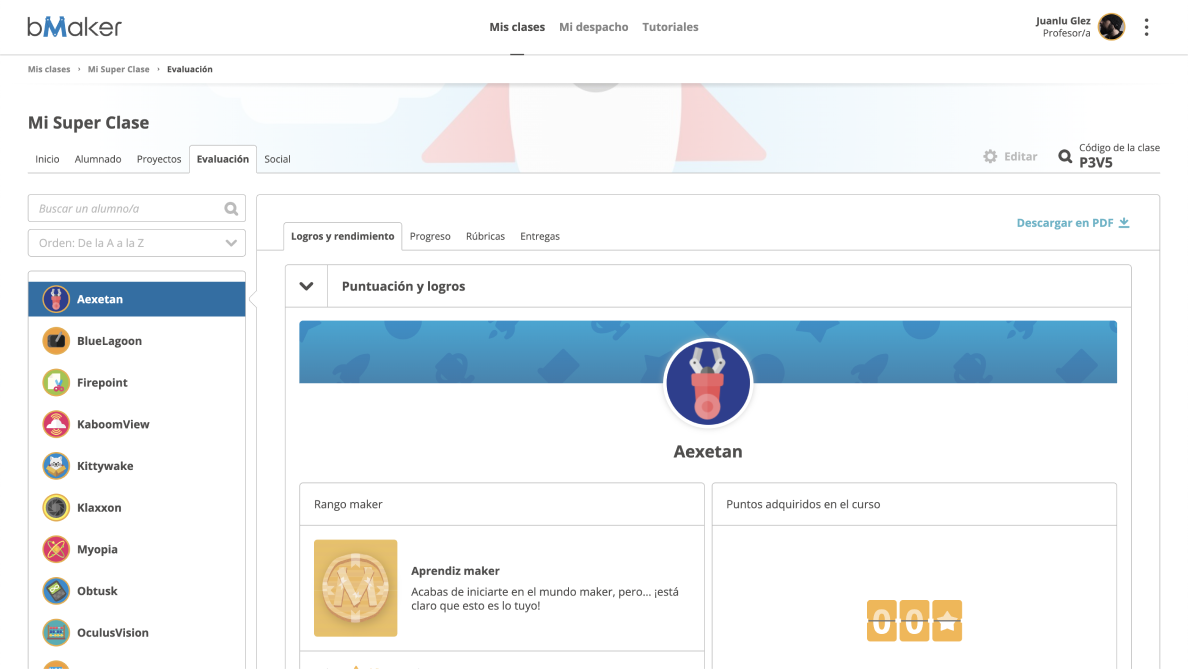 bMaker
Mis clases
Mi despacho
Tutoriales
Juanlu Glez
Profesor/a
Mis clases › Mi Super Clase › Evaluación
Mi Super Clase
Inicio
Alumnado
Proyectos
Evaluación
Social
Editar
Código de la clase
P3V5
Buscar un alumno/a
Orden: De la A a la Z
Aexetan
BlueLagoon
Firepoint
KaboomView
Kittywake
Klaxxon
Myopia
Obtusk
OculusVision
Logros y rendimiento
Progreso
Rúbricas
Entregas
Descargar en PDF
Puntuación y logros
Aexetan
Rango maker
M
Aprendiz maker
Acabas de iniciarte en el mundo maker, pero... ¡está
claro que esto es lo tuyo!
Puntos adquiridos en el curso
00